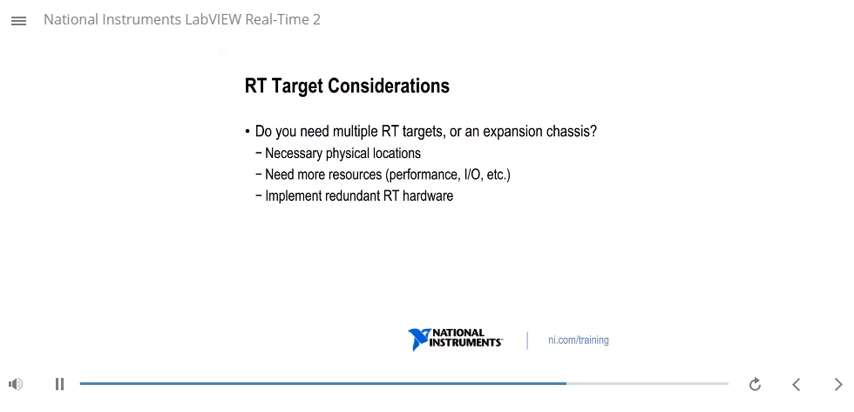 National Instruments LabVIEW Real-Time 2
RT Target Considerations
• Do you need multiple RT targets, or an expansion chassis?
− Necessary physical locations
− Need more resources (performance, I/O, etc.)
− Implement redundant RT hardware
NATIONAL
INSTRUMENTS
ni.com/training